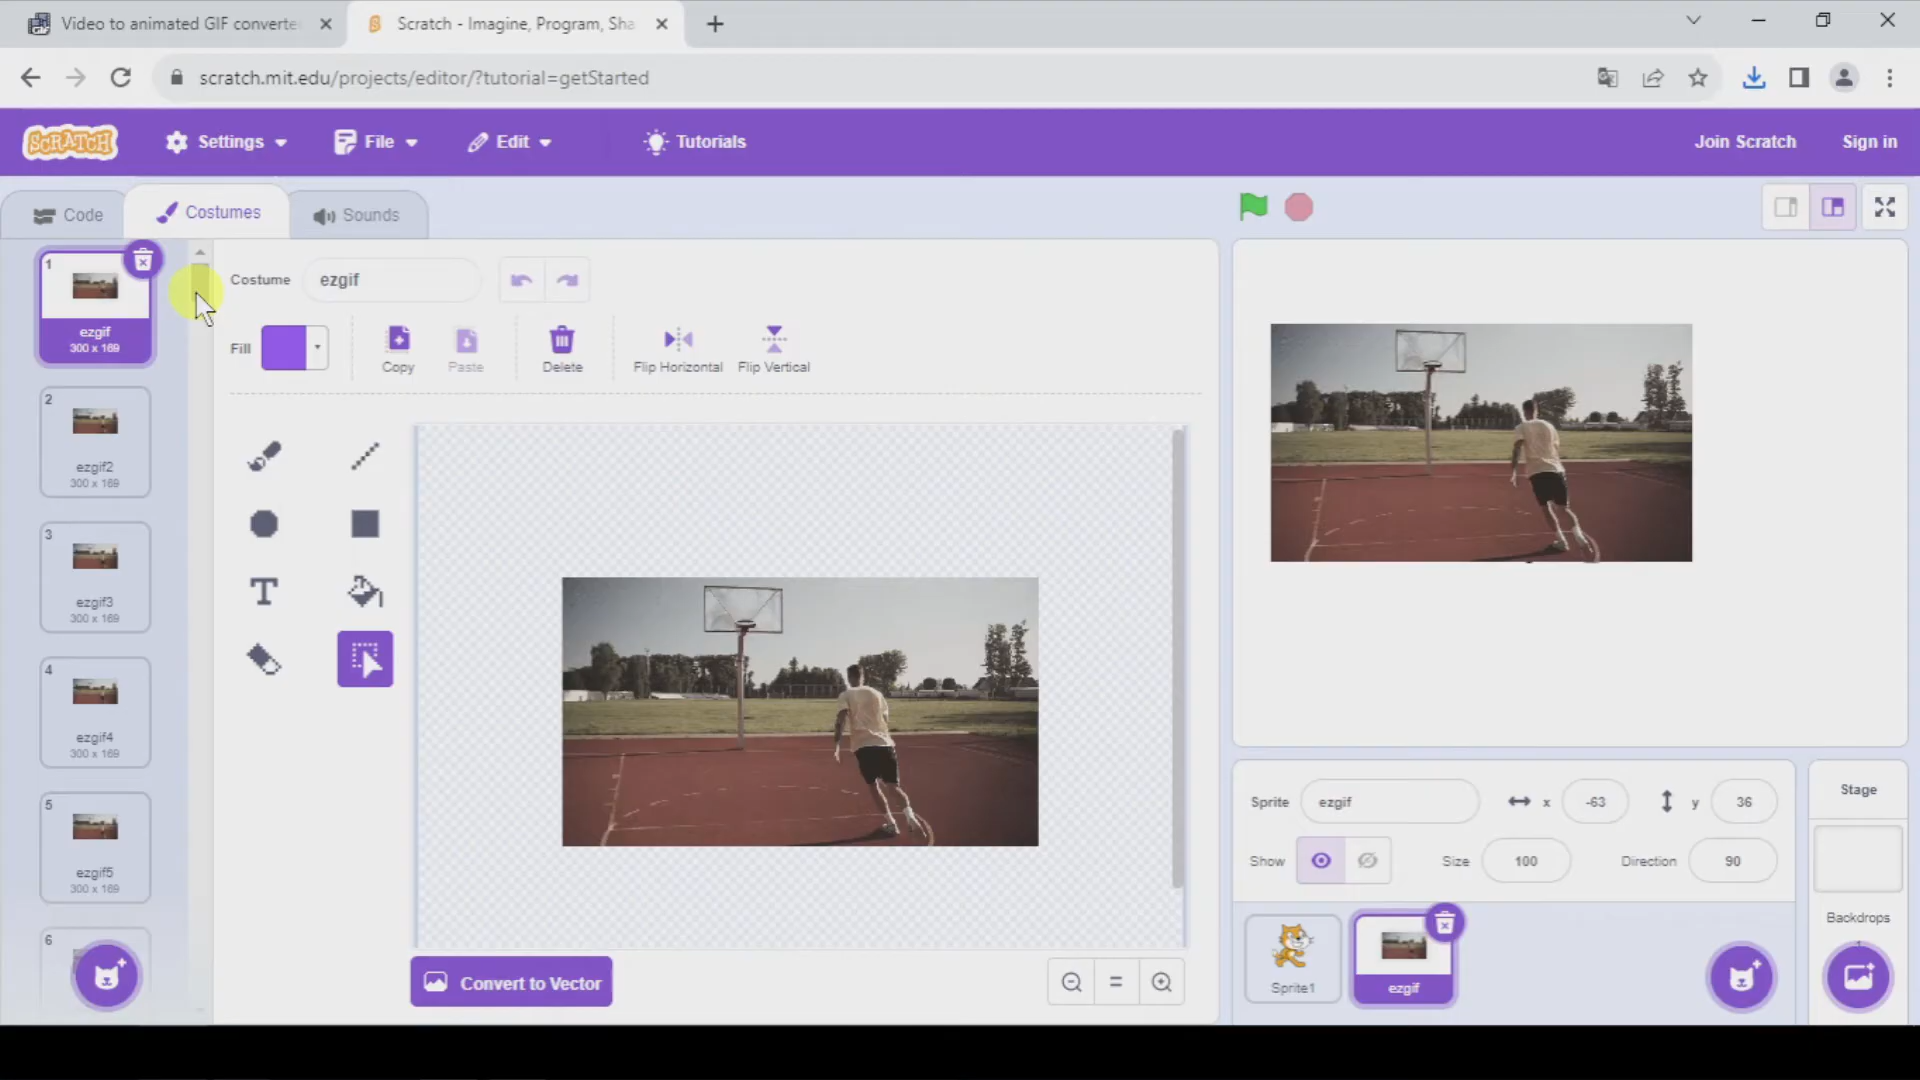 Video to animated GIF converte
Scratch - Imagine, Program, Sha
scratch.mit.edu/projects/editor/?tutorial=getStarted
SCRATCH
Settings
File
Edit
Tutorials
Join Scratch
Sign in
Code
Costumes
Sounds
1
ezgif
300 x 169
2
ezgif2
300 x 169
3
ezgif3
300 x 169
4
ezgif4
300 x 169
5
ezgif5
300 x 169
6
Costume
ezgif
Fill
Copy
Paste
Delete
Flip Horizontal
Flip Vertical
T
Convert to Vector
Sprite
ezgif
x
-63
y
36
Show
Size
100
Direction
90
Sprite1
ezgif
Stage
Backdrops